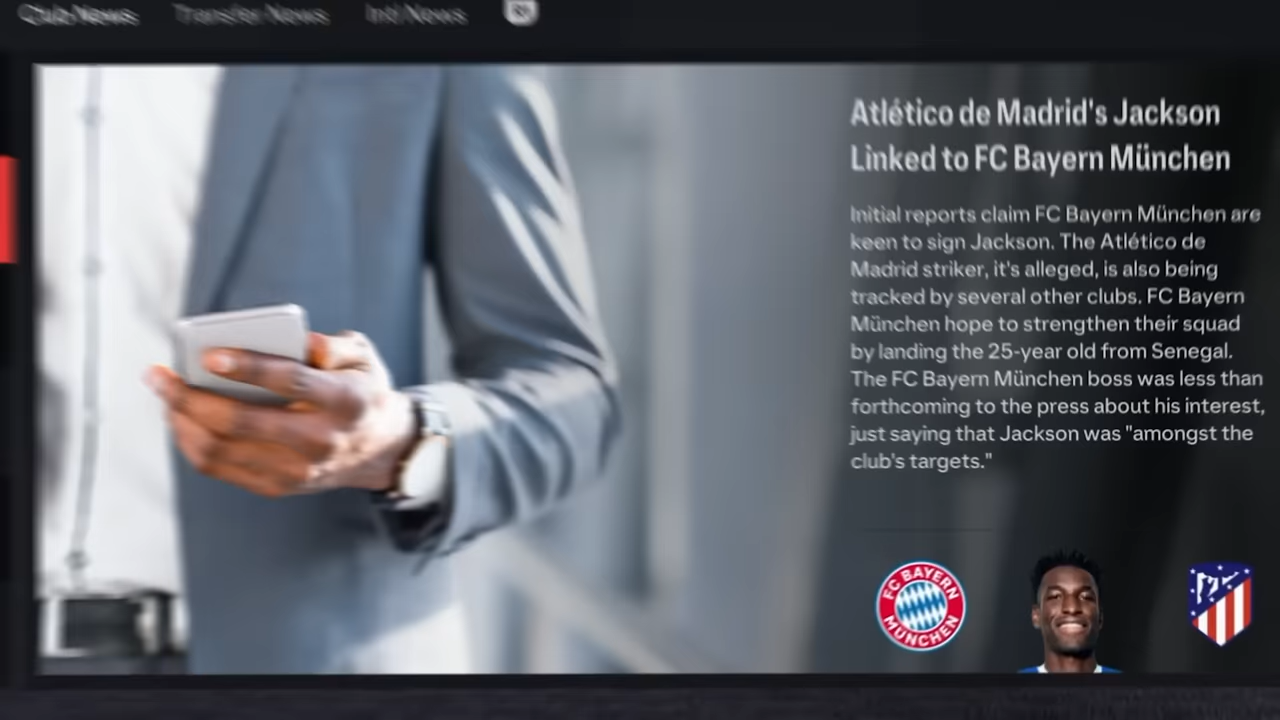 Club News Transfer News Intl News
Atlético de Madrid's Jackson
Linked to FC Bayern München
Initial reports claim FC Bayern München are
keen to sign Jackson. The Atlético de
Madrid striker, it's alleged, is also being
tracked by several other clubs. FC Bayern
München hope to strengthen their squad
by landing the 25-year old from Senegal.
The FC Bayern München boss was less than
forthcoming to the press about his interest,
just saying that Jackson was "amongst the
club's targets."
FC BAYERN
MÜNCHEN